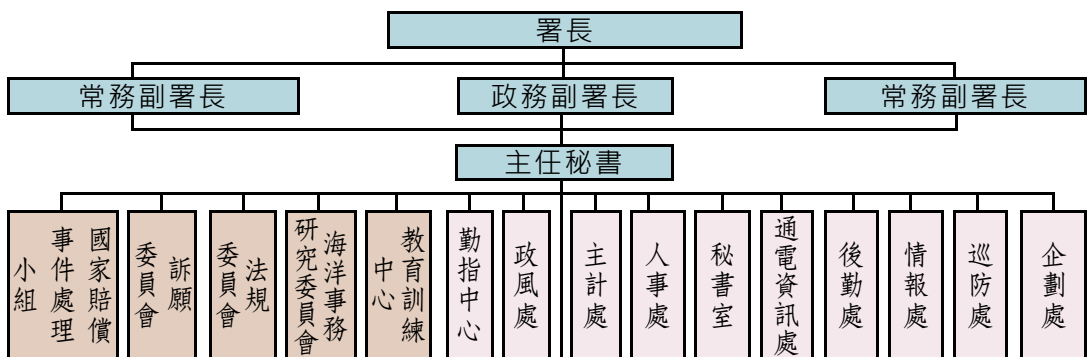 署長
常務副署長
政務副署長
常務副署長
主任秘書
企劃處
巡防處
情報處
後勤處
通電資訊處
秘書室
人事處
主計處
政風處
勤指中心
教育訓練
中心
海洋事務
研究委員會
法規
委員會
訴願
委員會
國家賠償
事件處理
小組